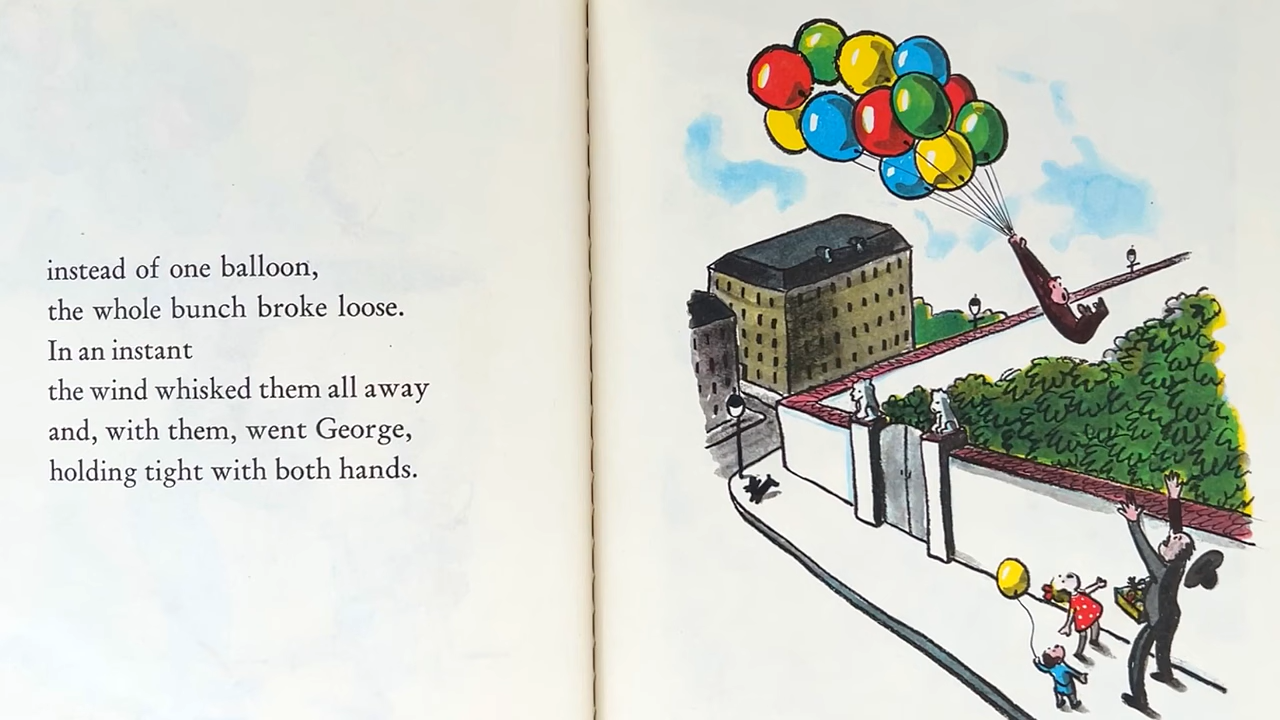 instead of one balloon,
the whole bunch broke loose.
In an instant
the wind whisked them all away
and, with them, went George,
holding tight with both hands.